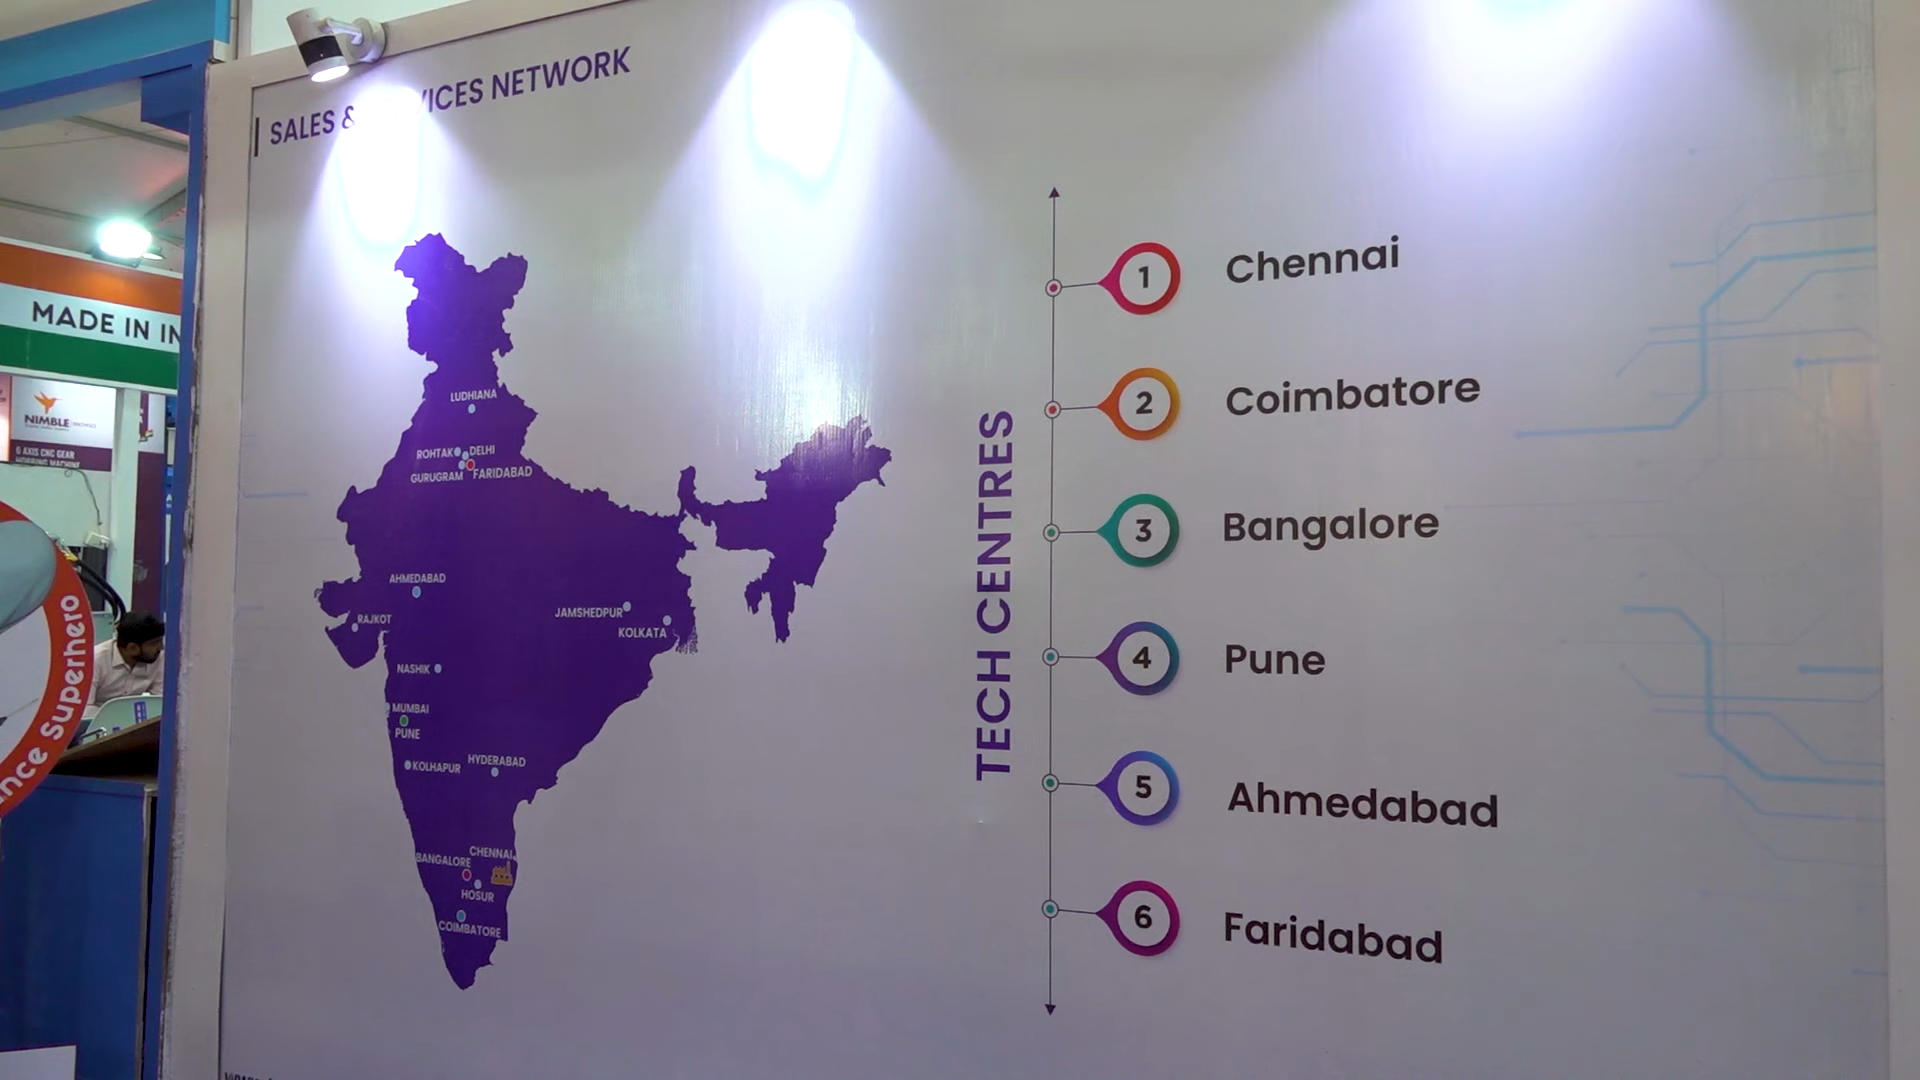 SALES & VICES NETWORK
MADE IN
NIMBLE
6 AXIS CNC GEAR
Superhero
LUDHIANA
ROHTAK
DELHI
GURUGRAM
FARIDABAD
AHMEDABAD
RAJKOT
JAMSHEDPUR
KOLKATA
NASHIK
MUMBAI
PUNE
KOLHAPUR
HYDERABAD
CHENNAI
BANGALORE
HOSUR
COIMBATORE
TECH CENTRES
1 Chennai
2 Coimbatore
3 Bangalore
4 Pune
5 Ahmedabad
6 Faridabad